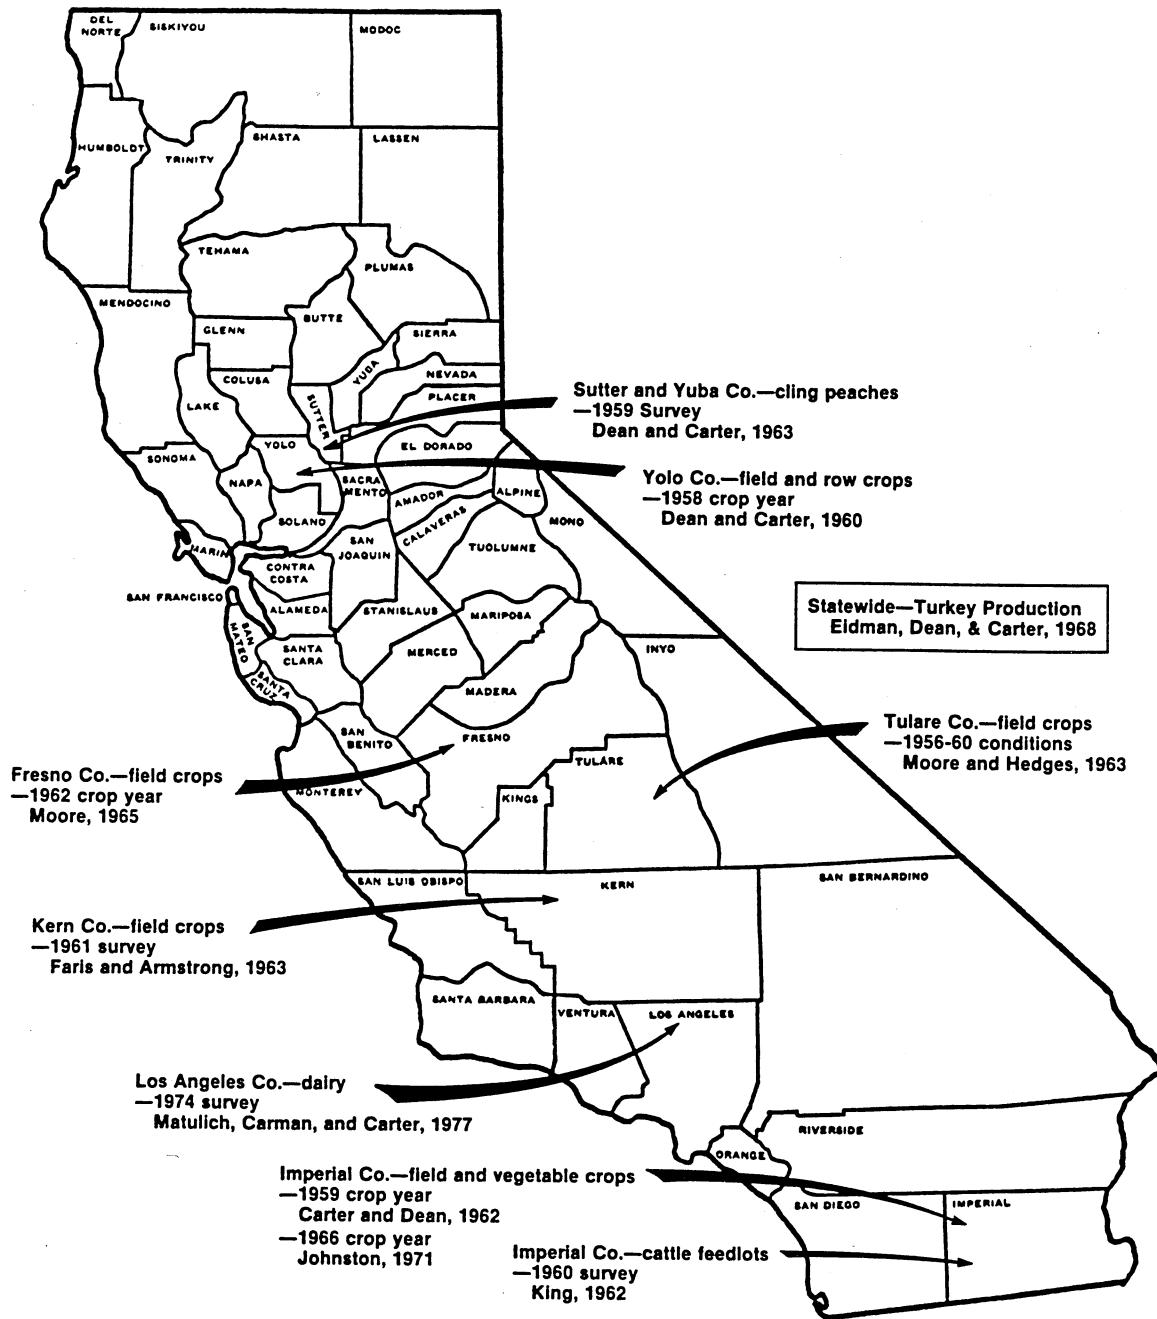 DEL
NORTE
SISKIYOU
MODOC
HUMBOLDT
TRINITY
SHASTA
LASSEN
TEHAMA
PLUMAS
MENDOCINO
GLENN
BUTTE
SIERRA
YUBA
NEVADA
COLUSA
PLACER
LAKE
SUTTER
Sutter and Yuba Co.—cling peaches
—1959 Survey
Dean and Carter, 1963
SONOMA
YOLO
EL DORADO
NAPA
SACRA
MENTO
AMADOR
ALPINE
Yolo Co.—field and row crops
—1958 crop year
Dean and Carter, 1960
SOLANO
CALAVERAS
MONO
MARIN
SAN
JOAQUIN
TUOLUMNE
CONTRA
COSTA
SAN FRANCISCO
ALAMEDA
STANISLAUS
MARIPOSA
Statewide—Turkey Production
Eidman, Dean, & Carter, 1968
SAN
MATEO
SANTA
CLARA
MERCED
INYO
SANTA
CRUZ
MADERA
SAN
BENITO
FRESNO
Tulare Co.—field crops
—1956-60 conditions
Moore and Hedges, 1963
TULARE
Fresno Co.—field crops
—1962 crop year
Moore, 1965
MONTEREY
KINGS
SAN LUIS OBISPO
KERN
SAN BERNARDINO
Kern Co.—field crops
—1961 survey
Faris and Armstrong, 1963
SANTA BARBARA
VENTURA
LOS ANGELES
Los Angeles Co.—dairy
—1974 survey
Matulich, Carman, and Carter, 1977
RIVERSIDE
ORANGE
Imperial Co.—field and vegetable crops
—1959 crop year
Carter and Dean, 1962
—1966 crop year
Johnston, 1971
SAN DIEGO
IMPERIAL
Imperial Co.—cattle feedlots
—1960 survey
King, 1962